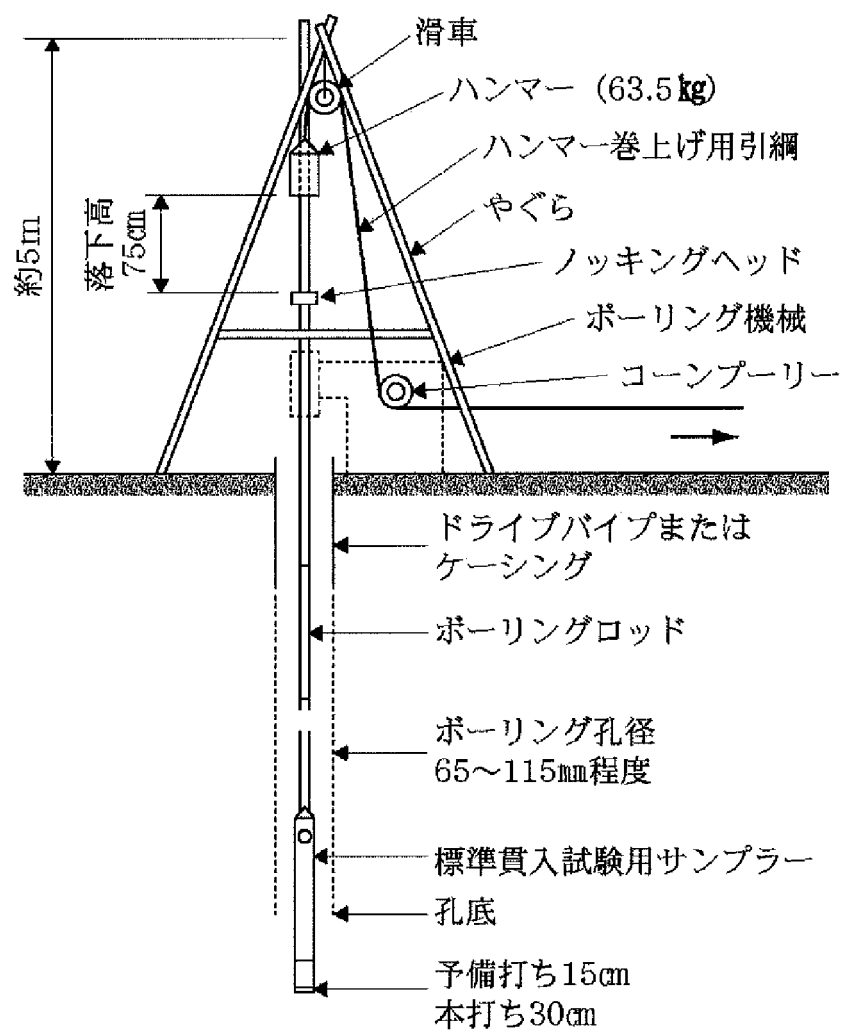 滑車
ハンマー (63.5kg)
ハンマー巻上げ用引綱
やぐら
ノッキングヘッド
ボーリング機械
コーンプーリー
約5m
落下高
75cm
ドライブパイプまたは
ケーシング
ボーリングロッド
ボーリング孔径
65～115mm程度
標準貫入試験用サンプラー
孔底
予備打ち15cm
本打ち30cm